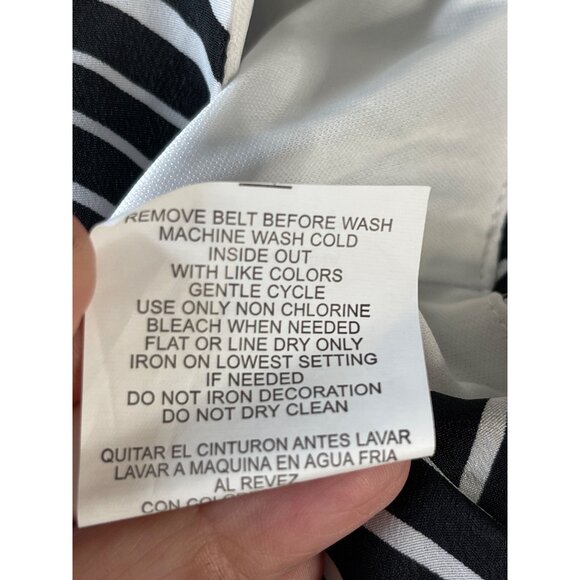 REMOVE BELT BEFORE WASH
MACHINE WASH COLD
INSIDE OUT
WITH LIKE COLORS
GENTLE CYCLE
USE ONLY NON CHLORINE
BLEACH WHEN NEEDED
FLAT OR LINE DRY ONLY
IRON ON LOWEST SETTING
IF NEEDED
DO NOT IRON DECORATION
DO NOT DRY CLEAN
QUITAR EL CINTURON ANTES LAVAR
LAVAR A MAQUINA EN AGUA FRIA
AL REVEZ
CON